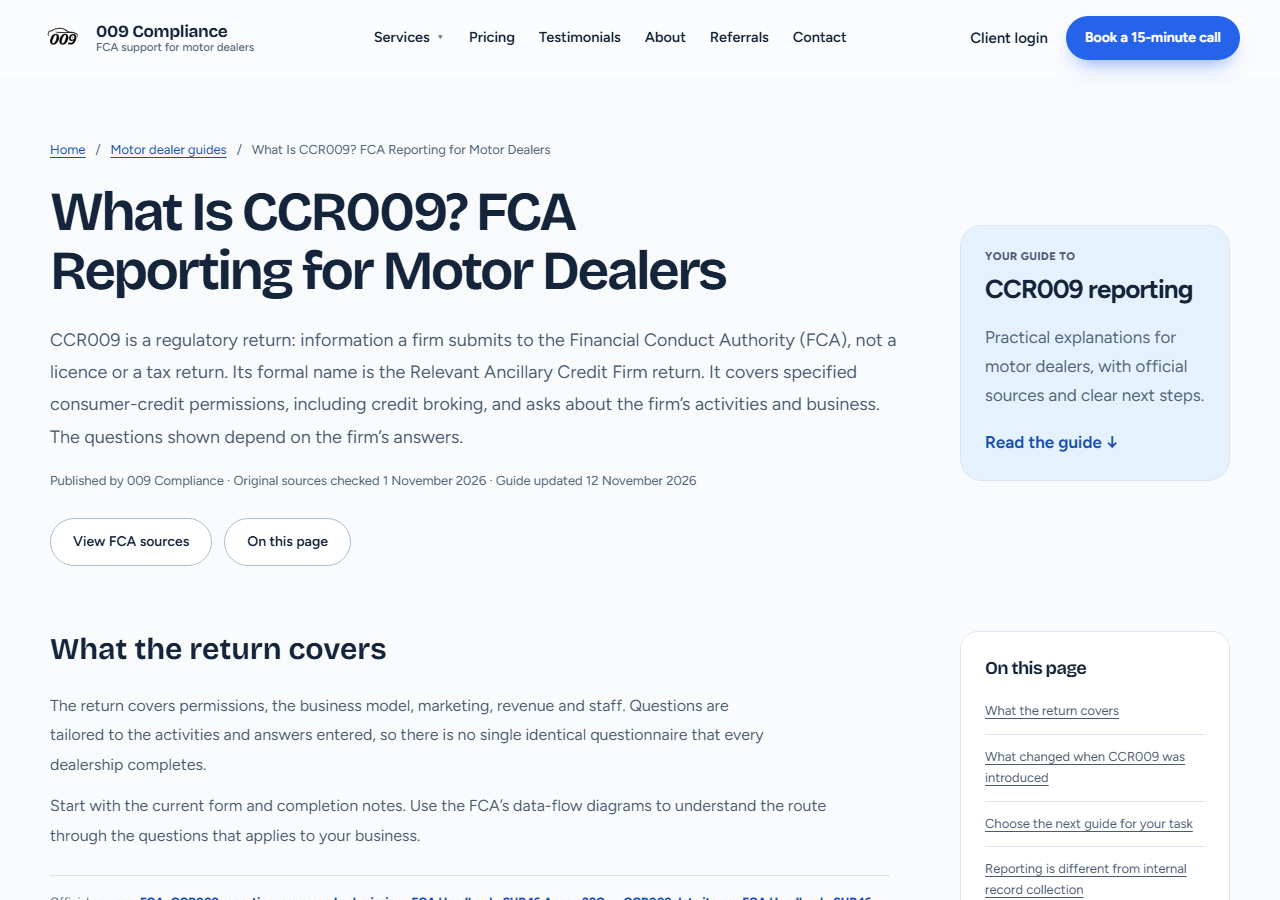 009
009 Compliance
FCA support for motor dealers
Services
Pricing
Testimonials
About
Referrals
Contact
Client login
Book a 15-minute call
Home / Motor dealer guides / What Is CCR009? FCA Reporting for Motor Dealers
What Is CCR009? FCA
Reporting for Motor Dealers
CCR009 is a regulatory return: information a firm submits to the Financial Conduct Authority (FCA), not a
licence or a tax return. Its formal name is the Relevant Ancillary Credit Firm return. It covers specified
consumer-credit permissions, including credit broking, and asks about the firm’s activities and business.
The questions shown depend on the firm’s answers.
Published by 009 Compliance · Original sources checked 1 November 2026 · Guide updated 12 November 2026
View FCA sources
On this page
YOUR GUIDE TO
CCR009 reporting
Practical explanations for
motor dealers, with official
sources and clear next steps.
Read the guide ↓
What the return covers
The return covers permissions, the business model, marketing, revenue and staff. Questions are
tailored to the activities and answers entered, so there is no single identical questionnaire that every
dealership completes.
Start with the current form and completion notes. Use the FCA’s data-flow diagrams to understand the route
through the questions that applies to your business.
On this page
What the return covers
What changed when CCR009 was
introduced
Choose the next guide for your task
Reporting is different from internal
record collection